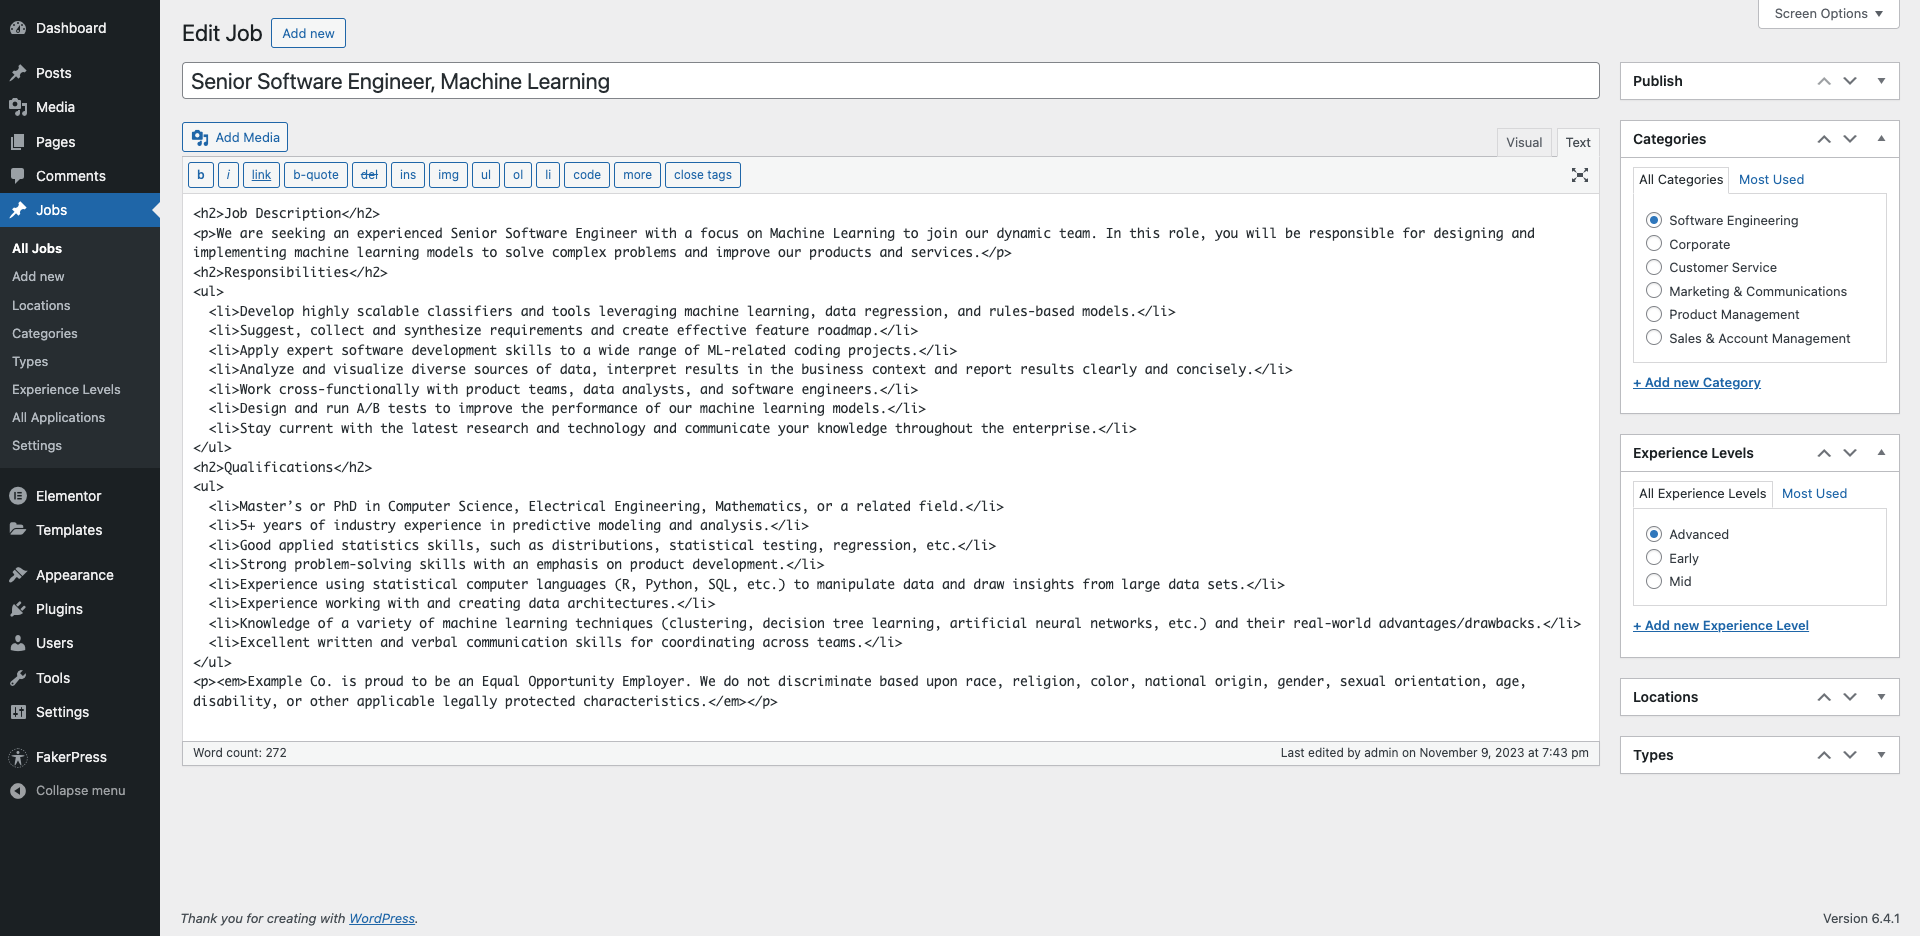 Dashboard
Posts
Media
Pages
Comments
Jobs
All Jobs
Add new
Locations
Categories
Types
Experience Levels
All Applications
Settings
Elementor
Templates
Appearance
Plugins
Users
Tools
Settings
FakerPress
Collapse menu
Screen Options
Edit Job Add new
Senior Software Engineer, Machine Learning
Add Media
Visual Text
b i link b-quote del ins img ul ol li code more close tags
<h2>Job Description</h2>
<p>We are seeking an experienced Senior Software Engineer with a focus on Machine Learning to join our dynamic team. In this role, you will be responsible for designing and
implementing machine learning models to solve complex problems and improve our products and services.</p>
<h2>Responsibilities</h2>
<ul>
<li>Develop highly scalable classifiers and tools leveraging machine learning, data regression, and rules-based models.</li>
<li>Suggest, collect and synthesize requirements and create effective feature roadmap.</li>
<li>Apply expert software development skills to a wide range of ML-related coding projects.</li>
<li>Analyze and visualize diverse sources of data, interpret results in the business context and report results clearly and concisely.</li>
<li>Work cross-functionally with product teams, data analysts, and software engineers.</li>
<li>Design and run A/B tests to improve the performance of our machine learning models.</li>
<li>Stay current with the latest research and technology and communicate your knowledge throughout the enterprise.</li>
</ul>
<h2>Qualifications</h2>
<ul>
<li>Master’s or PhD in Computer Science, Electrical Engineering, Mathematics, or a related field.</li>
<li>5+ years of industry experience in predictive modeling and analysis.</li>
<li>Good applied statistics skills, such as distributions, statistical testing, regression, etc.</li>
<li>Strong problem-solving skills with an emphasis on product development.</li>
<li>Experience using statistical computer languages (R, Python, SQL, etc.) to manipulate data and draw insights from large data sets.</li>
<li>Experience working with and creating data architectures.</li>
<li>Knowledge of a variety of machine learning techniques (clustering, decision tree learning, artificial neural networks, etc.) and their real-world advantages/drawbacks.</li>
<li>Excellent written and verbal communication skills for coordinating across teams.</li>
</ul>
<p><em>Example Co. is proud to be an Equal Opportunity Employer. We do not discriminate based upon race, religion, color, national origin, gender, sexual orientation, age,
disability, or other applicable legally protected characteristics.</em></p>
Word count: 272
Last edited by admin on November 9, 2023 at 7:43 pm
Publish
Categories
All Categories Most Used
Software Engineering
Corporate
Customer Service
Marketing & Communications
Product Management
Sales & Account Management
+ Add new Category
Experience Levels
All Experience Levels Most Used
Advanced
Early
Mid
+ Add new Experience Level
Locations
Types
Thank you for creating with WordPress.
Version 6.4.1